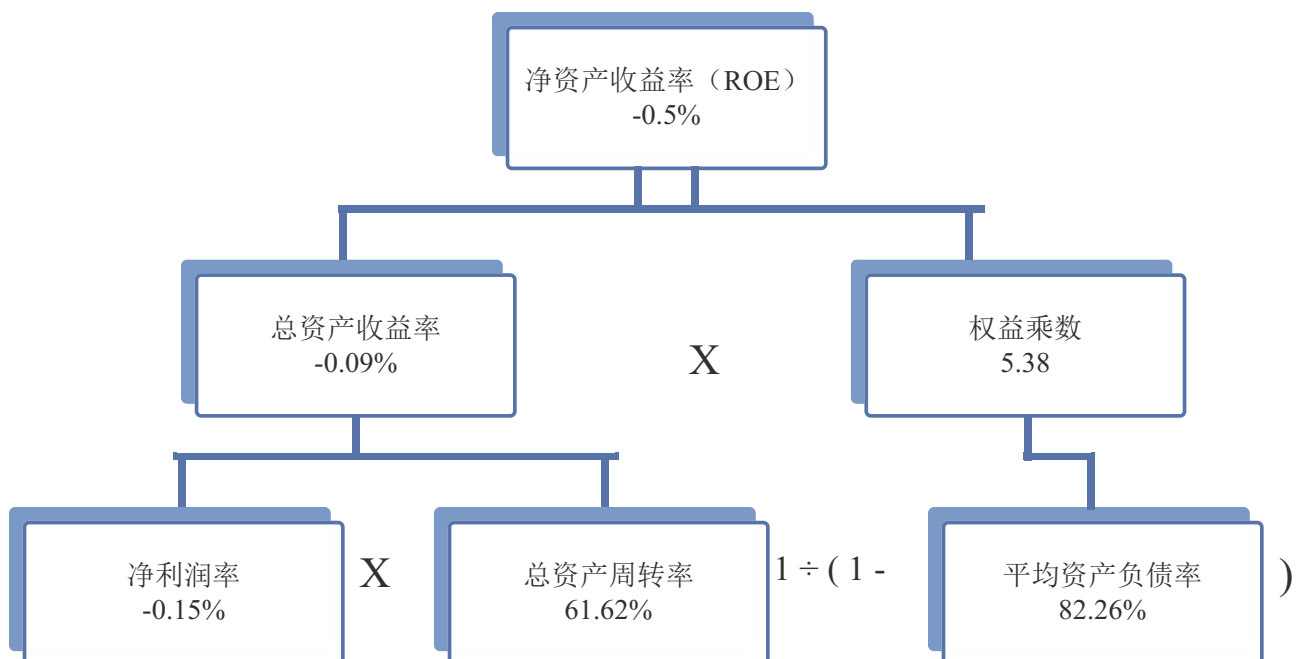 净资产收益率（ROE）
-0.5%
总资产收益率
-0.09%
X
权益乘数
5.38
净利润率
-0.15%
X
总资产周转率
61.62%
1 ÷ ( 1 -
平均资产负债率
82.26%
)